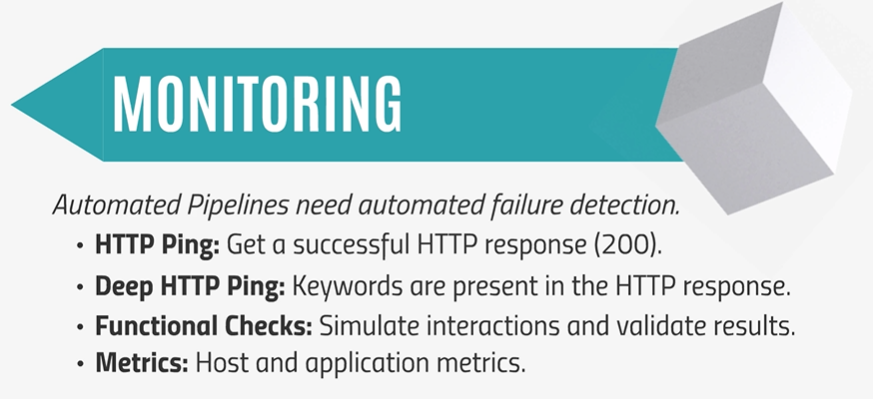 MONITORING
Automated Pipelines need automated failure detection.
• HTTP Ping: Get a successful HTTP response (200).
• Deep HTTP Ping: Keywords are present in the HTTP response.
• Functional Checks: Simulate interactions and validate results.
• Metrics: Host and application metrics.